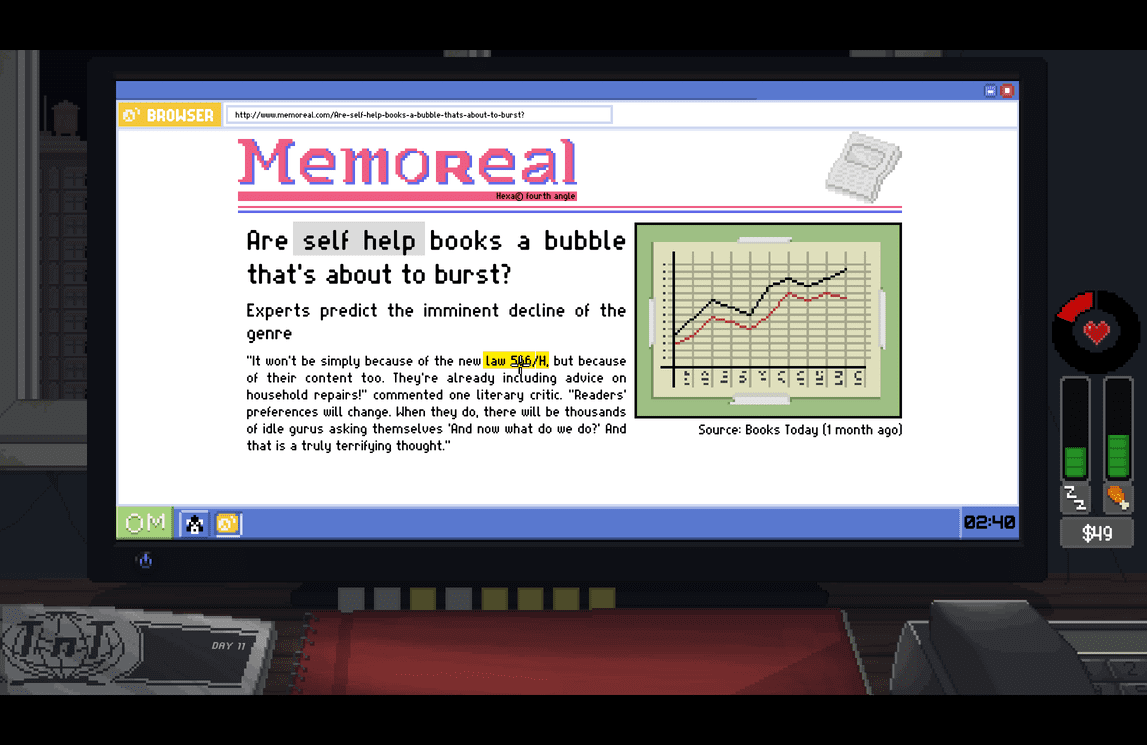 BROWSER
http://www.memoreal.com/Are-self-help-books-a-bubble-thats-about-to-burst?
Memoreal
Hexa© fourth angle
Are self help books a bubble
that's about to burst?
Experts predict the imminent decline of the
genre
"It won't be simply because of the new law 546/H, but because
of their content too. They're already including advice on
household repairs!" commented one literary critic. "Readers'
preferences will change. When they do, there will be thousands
of idle gurus asking themselves 'And now what do we do?' And
that is a truly terrifying thought."
Source: Books Today (1 month ago)
OM
02:40
$49
TnT
DAY 11